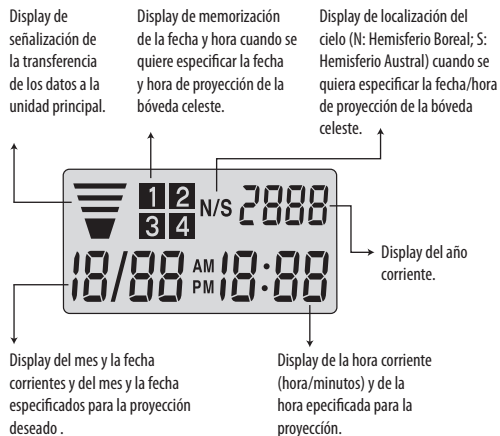 Display de
señalización de
la transferencia
de los datos a la
unidad principal.
Display de memorización
de la fecha y hora cuando se
quiere especificar la fecha
y hora de proyección de la
bóveda celeste.
Display de localización del
cielo (N: Hemisferio Boreal; S:
Hemisferio Austral) cuando se
quiera especificar la fecha/hora
de proyección de la bóveda
celeste.
1 2
3 4
N/S 2888
18/88 AM PM 18:88
Display del año
corriente.
Display del mes y la fecha
corrientes y del mes y la fecha
especificados para la proyección
deseado .
Display de la hora corriente
(hora/minutos) y de la
hora epecificada para la
proyección.